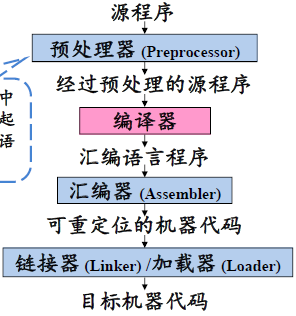 源程序
预处理器 (Preprocessor)
经过预处理的源程序
中
起
语
编译器
汇编语言程序
汇编器 (Assembler)
可重定位的机器代码
链接器 (Linker) /加载器 (Loader)
目标机器代码